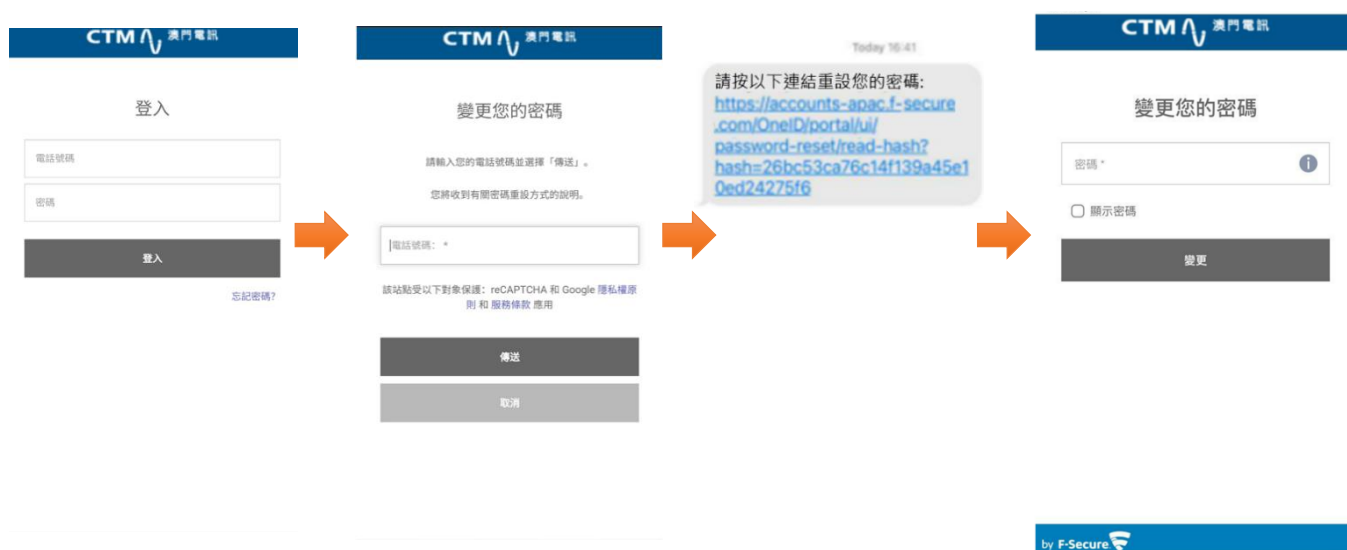 CTM 澳門電訊
登入
電話號碼
密碼
登入
忘記密碼?
CTM 澳門電訊
變更您的密碼
請輸入您的電話號碼並選擇「傳送」。
您將收到有關密碼重設方式的說明。
電話號碼: *
該站點受以下對象保護: reCAPTCHA 和 Google 隱私權原
則 和 服務條款 應用
傳送
取消
Today 16:41
請按以下連結重設您的密碼:
https://accounts-apac.f-secure
.com/OneID/portal/ui/
password-reset/read-hash?
hash=26bc53ca76c14f139a45e1
0ed24275f6
CTM 澳門電訊
變更您的密碼
密碼 *
顯示密碼
變更
by F-Secure